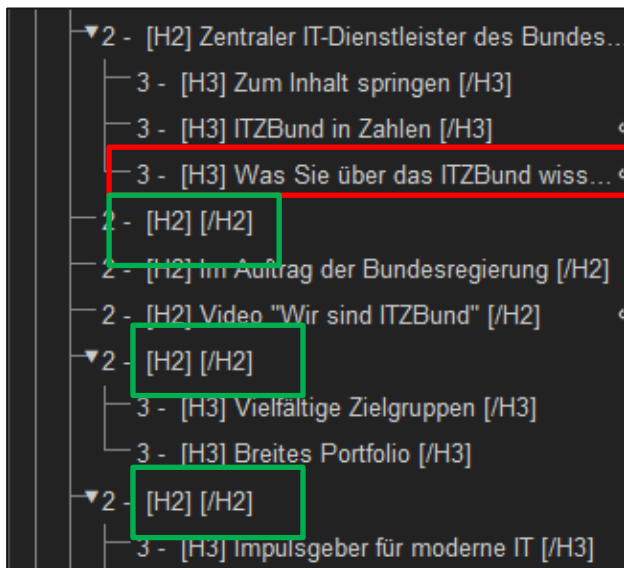 2 - [H2] Zentraler IT-Dienstleister des Bundes...
3 - [H3] Zum Inhalt springen [/H3]
3 - [H3] ITZBund in Zahlen [/H3]
3 - [H3] Was Sie über das ITZBund wiss...
2 - [H2] [/H2]
2 - [H2] Im Auftrag der Bundesregierung [/H2]
2 - [H2] Video "Wir sind ITZBund" [/H2]
2 - [H2] [/H2]
3 - [H3] Vielfältige Zielgruppen [/H3]
3 - [H3] Breites Portfolio [/H3]
2 - [H2] [/H2]
3 - [H3] Impulsgeber für moderne IT [/H3]